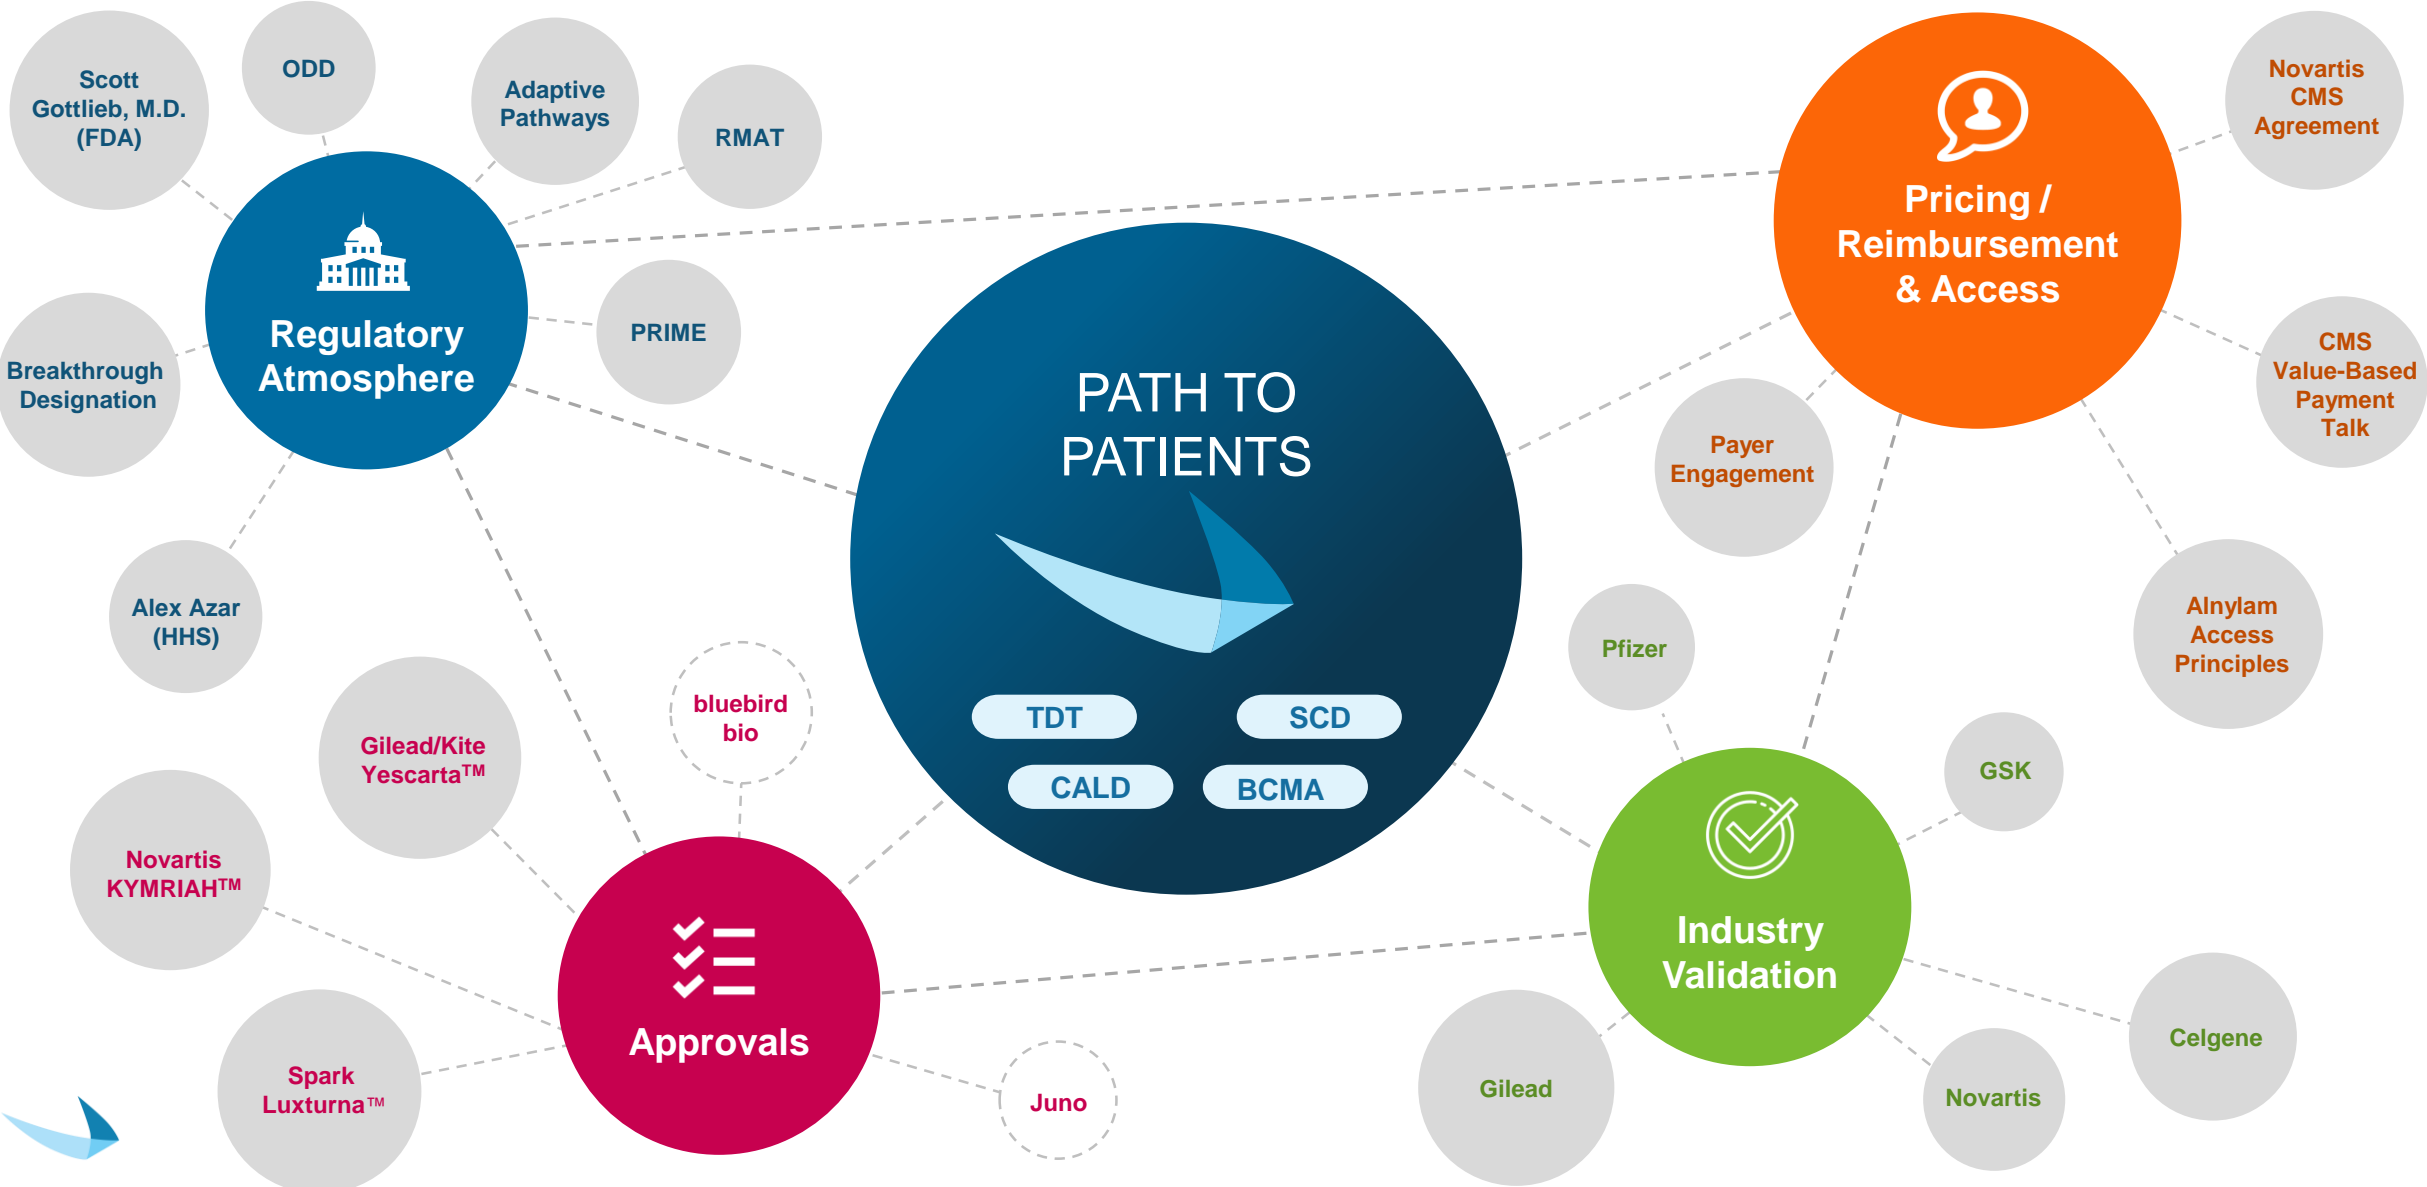 Scott
Gottlieb, M.D.
(FDA)
ODD
Adaptive
Pathways
RMAT
Regulatory
Atmosphere
PRIME
Breakthrough
Designation
Alex Azar
(HHS)
Pricing /
Reimbursement
& Access
Novartis
CMS
Agreement
CMS
Value-Based
Payment
Talk
Payer
Engagement
Alnylam
Access
Principles
PATH TO
PATIENTS
TDT
SCD
CALD
BCMA
bluebird
bio
Gilead/Kite
Yescarta™
Novartis
KYMRIAH™
Spark
Luxturna™
Approvals
Juno
Pfizer
GSK
Industry
Validation
Gilead
Novartis
Celgene